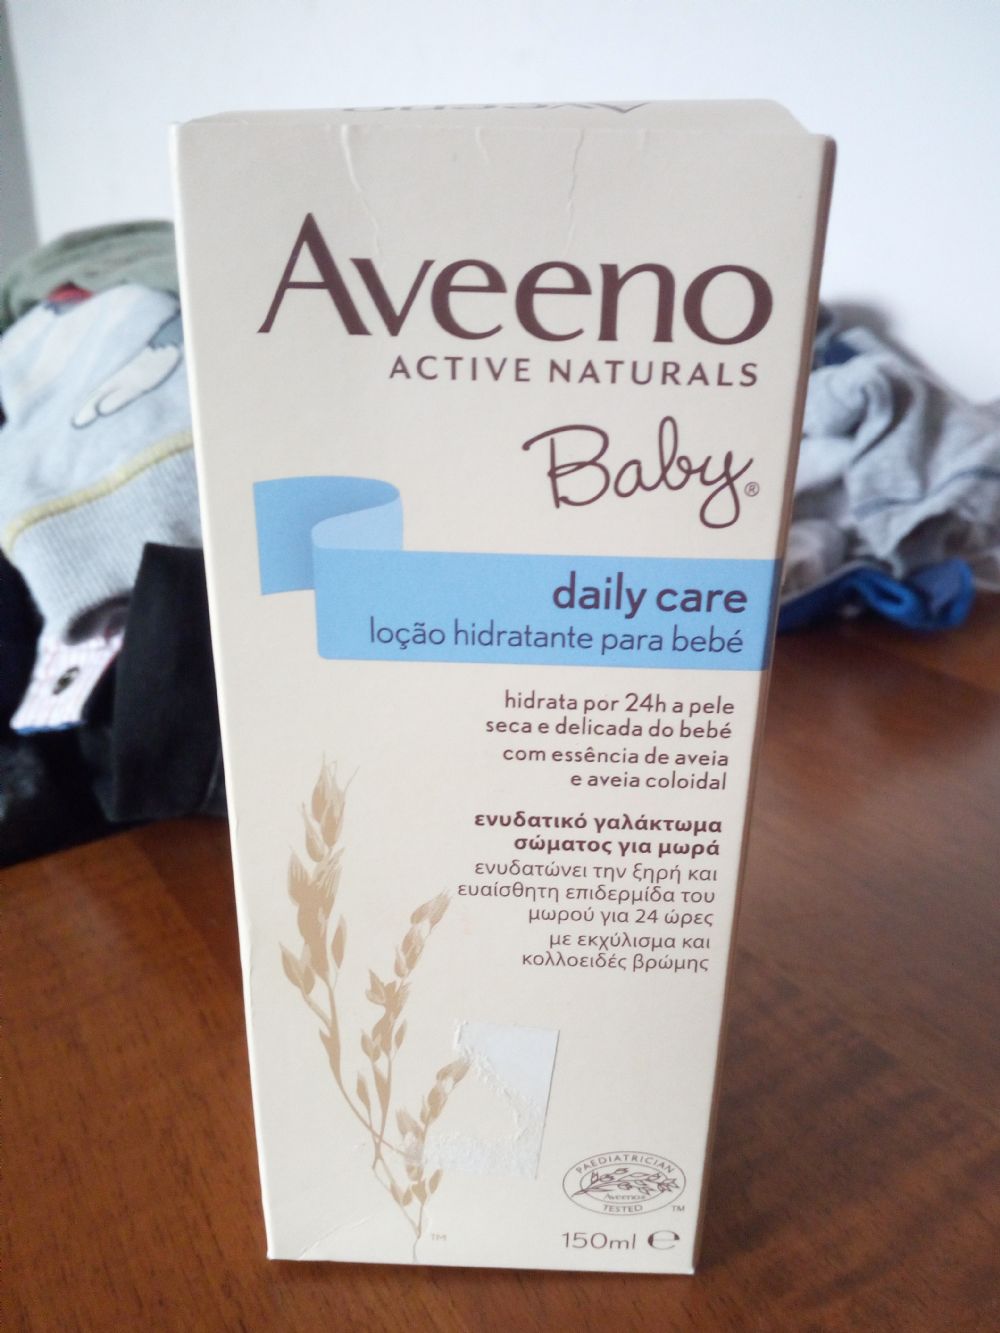 Aveeno
Aveeno
ACTIVE NATURALS
Baby®
daily care
loção hidratante para bebé
hidrata por 24h a pele
seca e delicada do bebé
com essência de aveia
e aveia coloidal
ενυδατικό γαλάκτωμα
σώματος για μωρά
ενυδατώνει την ξηρή και
ευαίσθητη επιδερμίδα του
μωρού για 24 ώρες
με εκχύλισμα και
κολλοειδές βρώμης
PAEDIATRICIAN
Aveeno®
TESTED ™
™
150ml ℮